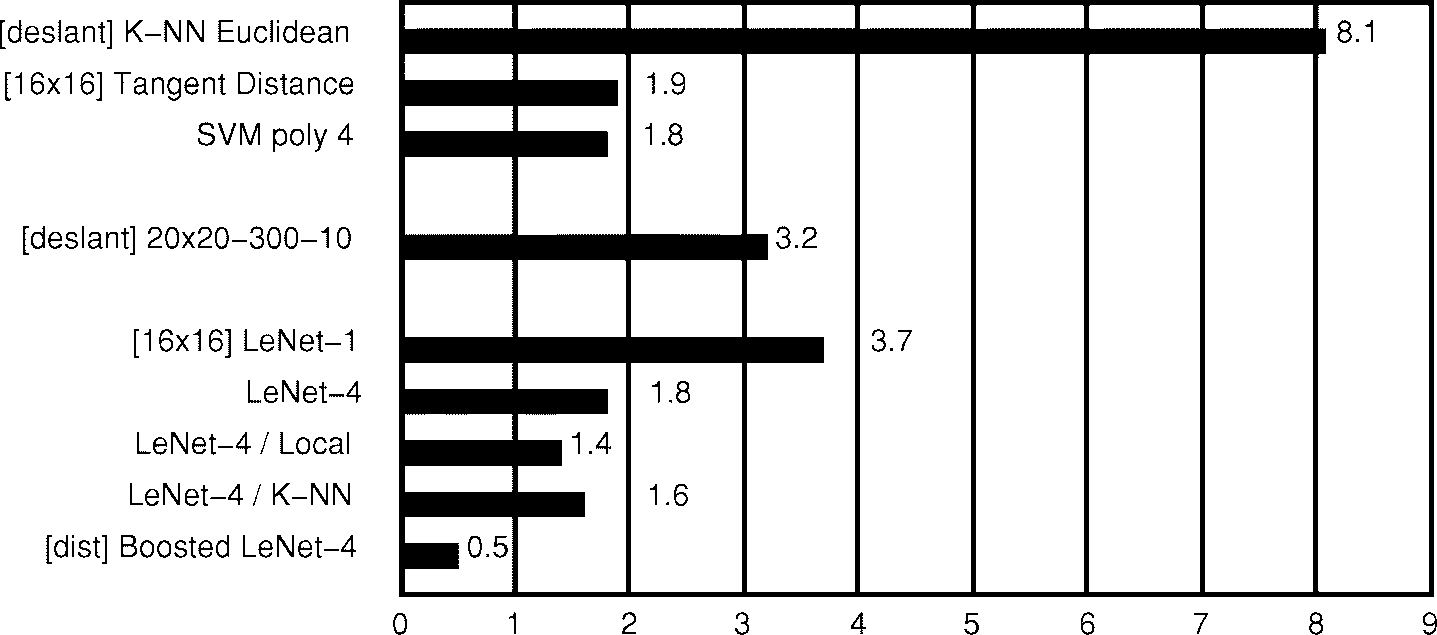 [deslant] K−NN Euclidean 8.1
[16x16] Tangent Distance 1.9
SVM poly 4 1.8
[deslant] 20x20−300−10 3.2
[16x16] LeNet−1 3.7
LeNet−4 1.8
LeNet−4 / Local 1.4
LeNet−4 / K−NN 1.6
[dist] Boosted LeNet−4 0.5
0 1 2 3 4 5 6 7 8 9